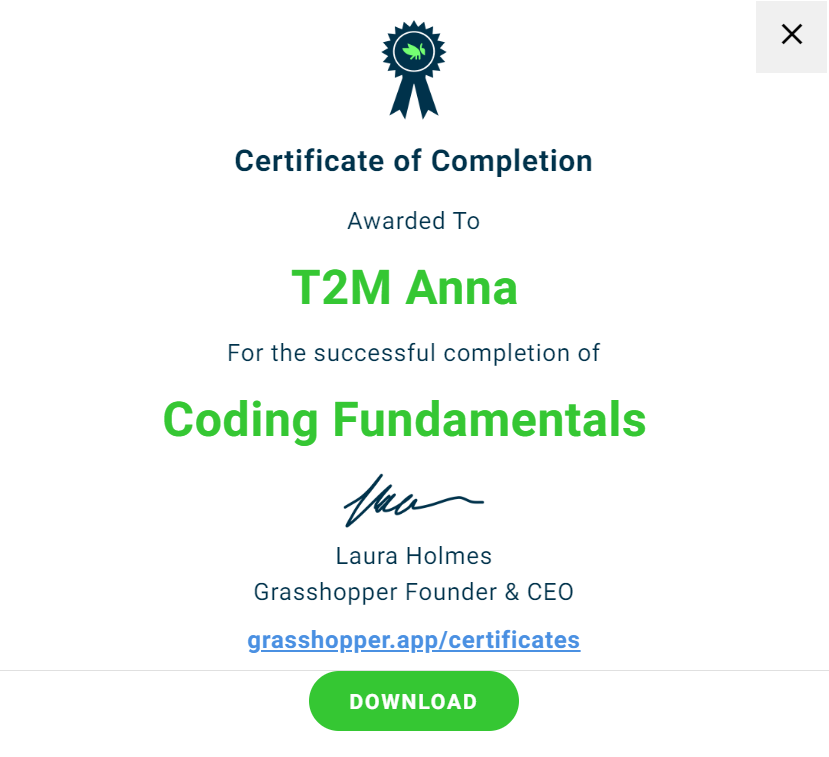 Certificate of Completion
Awarded To
T2M Anna
For the successful completion of
Coding Fundamentals
Laura Holmes
Grasshopper Founder & CEO
grasshopper.app/certificates
DOWNLOAD